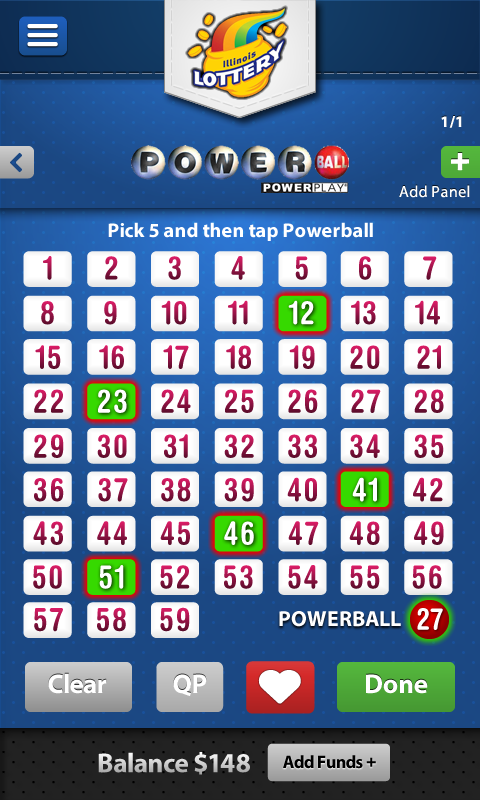 Illinois
LOTTERY
1/1
POWERBALL
POWERPLAY
Add Panel
Pick 5 and then tap Powerball
1 2 3 4 5 6 7
8 9 10 11 12 13 14
15 16 17 18 19 20 21
22 23 24 25 26 27 28
29 30 31 32 33 34 35
36 37 38 39 40 41 42
43 44 45 46 47 48 49
50 51 52 53 54 55 56
57 58 59 POWERBALL 27
Clear QP Done
Balance $148 Add Funds +